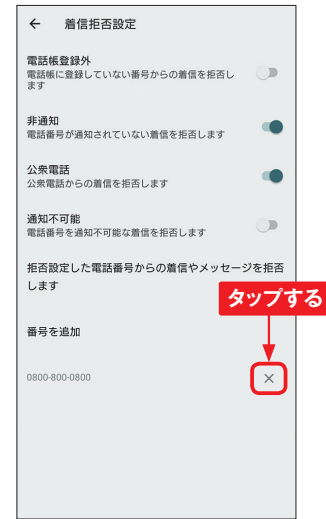 ← 着信拒否設定
電話帳登録外
電話帳に登録していない番号からの着信を拒否し
ます
非通知
電話番号が通知されていない着信を拒否します
公衆電話
公衆電話からの着信を拒否します
通知不可能
電話番号を通知不可能な着信を拒否します
拒否設定した電話番号からの着信やメッセージを拒否
します
タップする
番号を追加
0800-800-0800 ×